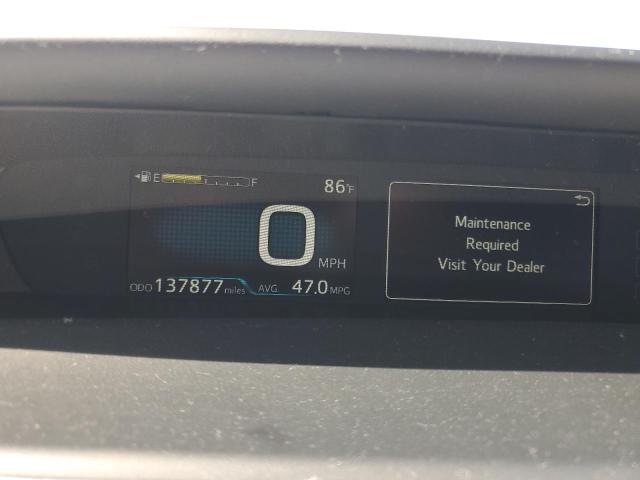 E F
86°F
0 MPH
ODO 137877 miles AVG. 47.0 MPG
Maintenance
Required
Visit Your Dealer